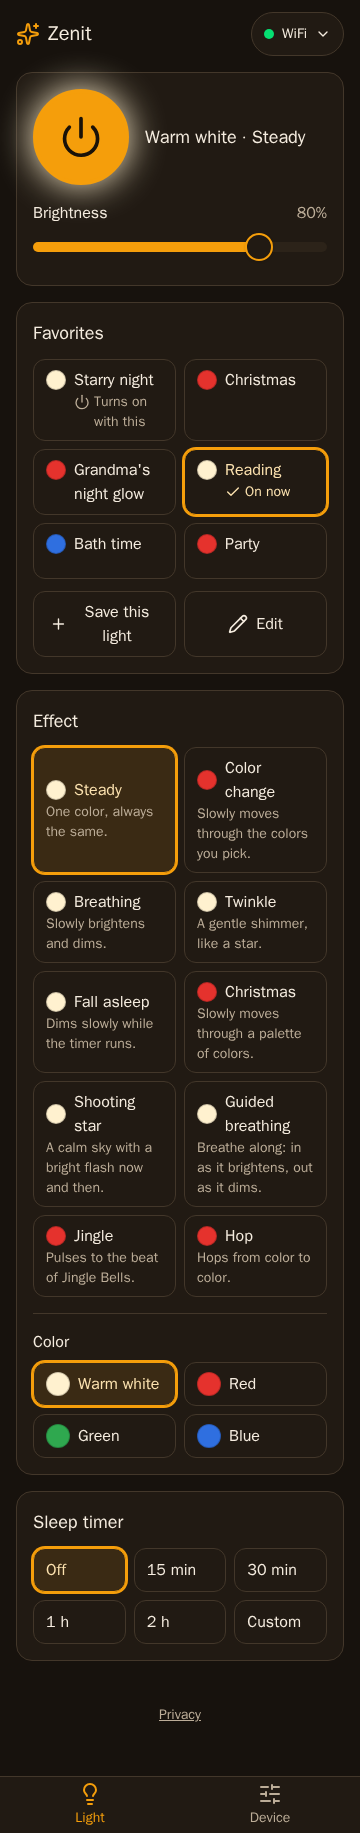 Zenit
WiFi
Warm white · Steady
Brightness
80%
Favorites
Starry night
Turns on
with this
Christmas
Grandma's
night glow
Reading
On now
Bath time
Party
Save this
light
Edit
Effect
Steady
One color, always
the same.
Color
change
Slowly moves
through the colors
you pick.
Breathing
Slowly brightens
and dims.
Twinkle
A gentle shimmer,
like a star.
Fall asleep
Dims slowly while
the timer runs.
Christmas
Slowly moves
through a palette
of colors.
Shooting
star
A calm sky with a
bright flash now
and then.
Guided
breathing
Breathe along: in
as it brightens, out
as it dims.
Jingle
Pulses to the beat
of Jingle Bells.
Hop
Hops from color to
color.
Color
Warm white
Red
Green
Blue
Sleep timer
Off
15 min
30 min
1 h
2 h
Custom
Privacy
Light
Device